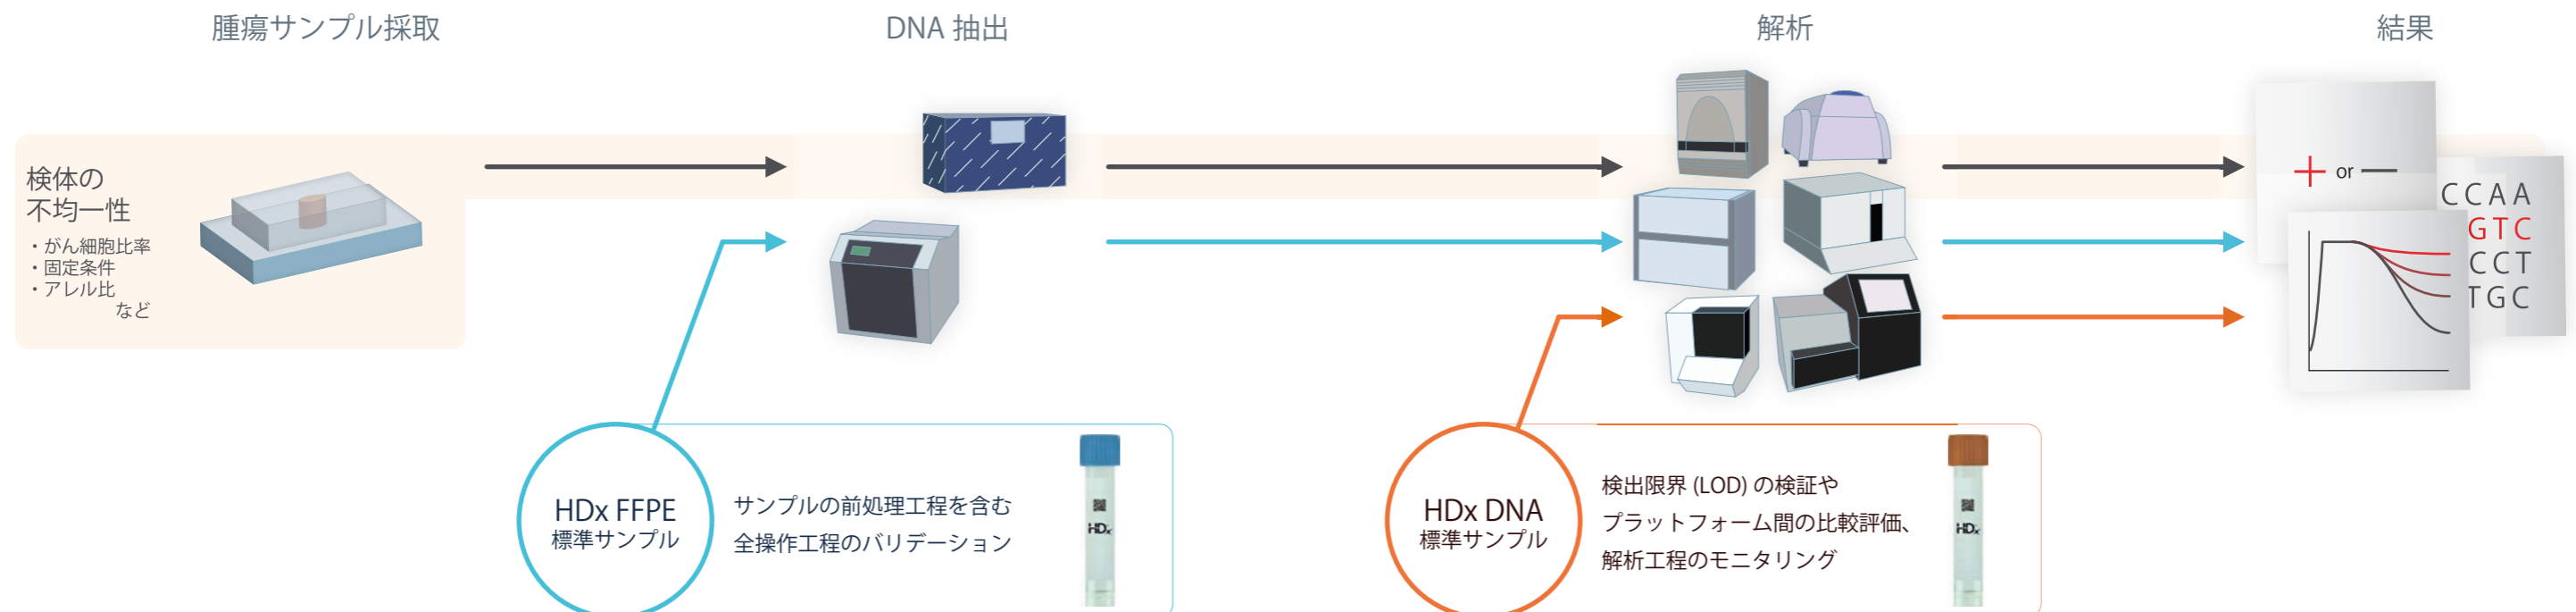 腫瘍サンプル採取
DNA 抽出
解析
結果
検体の
不均一性
・がん細胞比率
・固定条件
・アレル比
など
+ or —
CCAA
GTC
CCT
TGC
HDx FFPE
標準サンプル
サンプルの前処理工程を含む
全操作工程のバリデーション
HDx
HDx DNA
標準サンプル
検出限界 (LOD) の検証や
プラットフォーム間の比較評価、
解析工程のモニタリング
HDx